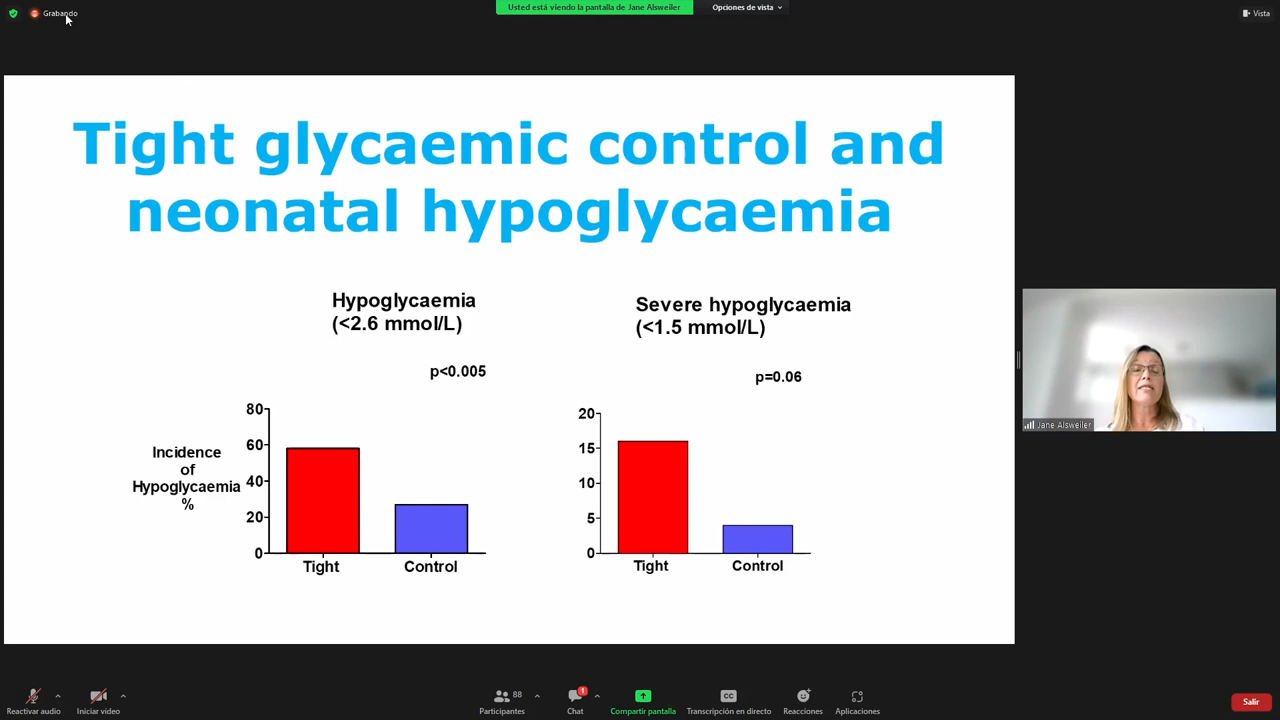 Grabando
Usted está viendo la pantalla de Jane Alsweiler
Opciones de vista
Vista
Tight glycaemic control and
neonatal hypoglycaemia
Hypoglycaemia
(<2.6 mmol/L)
p<0.005
80
60
40
20
0
Incidence
of
Hypoglycaemia
%
Tight
Control
Severe hypoglycaemia
(<1.5 mmol/L)
p=0.06
20
15
10
5
0
Tight
Control
Jane Alsweiler
Reactivar audio
Iniciar video
88
Participantes
1
Chat
Compartir pantalla
CC
Transcripción en directo
Reacciones
Aplicaciones
Salir